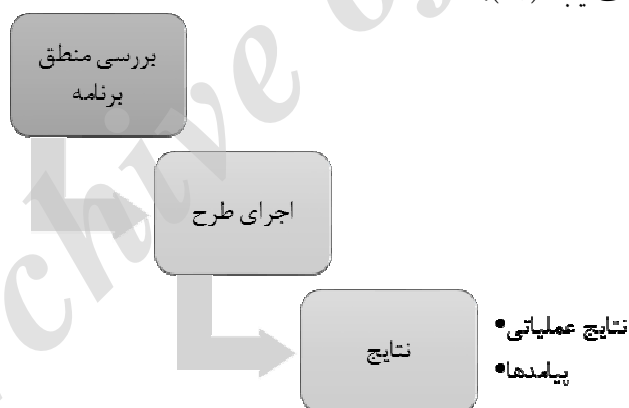 بررسی منطق
برنامه
اجرای طرح
نتایج
•نتایج عملیاتی
•پیامدها